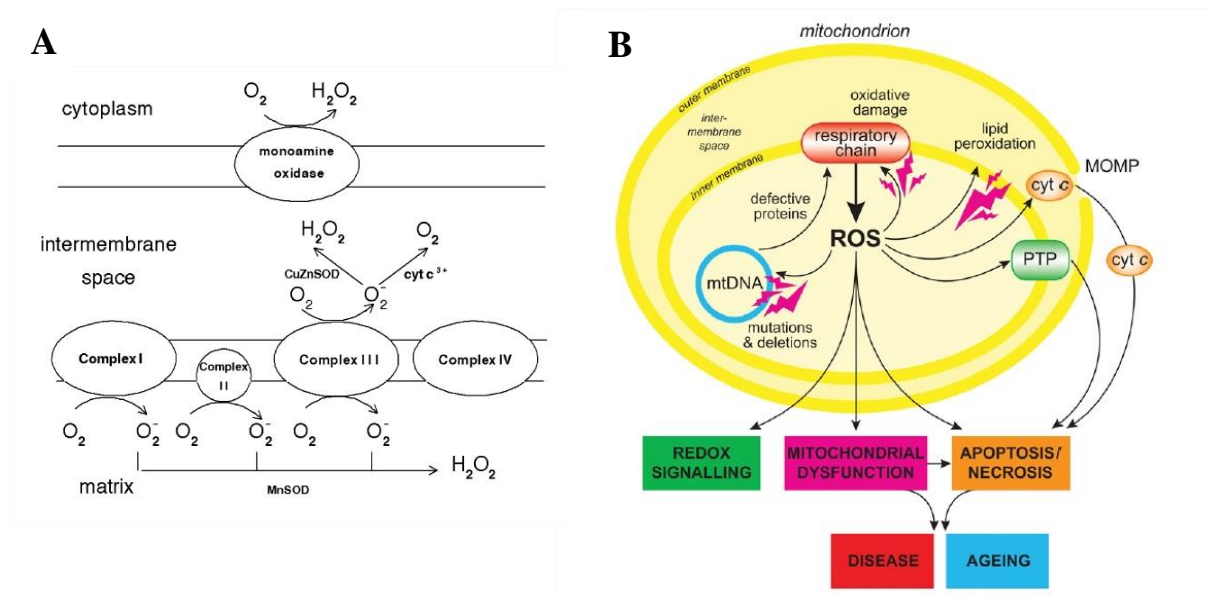 A
cytoplasm
O₂ H₂O₂
monoamine
oxidase
intermembrane
space
H₂O₂ O₂
CuZnSOD cyt c³⁺
O₂ O₂⁻
Complex I
Complex
II
Complex III
Complex IV
O₂ O₂⁻ O₂ O₂⁻ O₂ O₂⁻
H₂O₂
matrix
MnSOD
B
mitochondrion
outer membrane
inter-
membrane
space
inner membrane
oxidative
damage
respiratory
chain
lipid
peroxidation
MOMP
cyt c
defective
proteins
ROS
PTP
cyt c
mtDNA
mutations
& deletions
REDOX
SIGNALLING
MITOCHONDRIAL
DYSFUNCTION
APOPTOSIS/
NECROSIS
DISEASE
AGEING